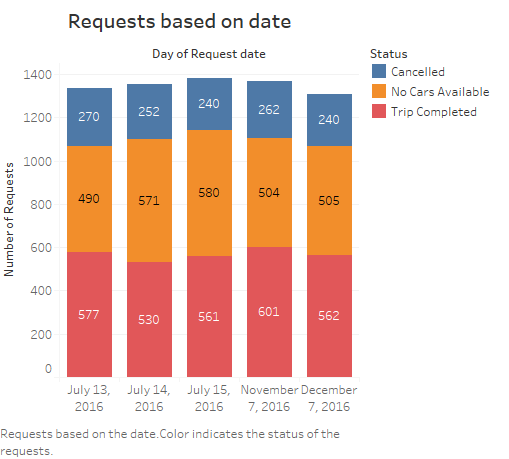 Requests based on date
Day of Request date
Status
Cancelled
No Cars Available
Trip Completed
Number of Requests
1400
1200
1000
800
600
400
200
0
270
252
240
262
240
490
571
580
504
505
577
530
561
601
562
July 13, 2016
July 14, 2016
July 15, 2016
November 7, 2016
December 7, 2016
Requests based on the date.Color indicates the status of the
requests.